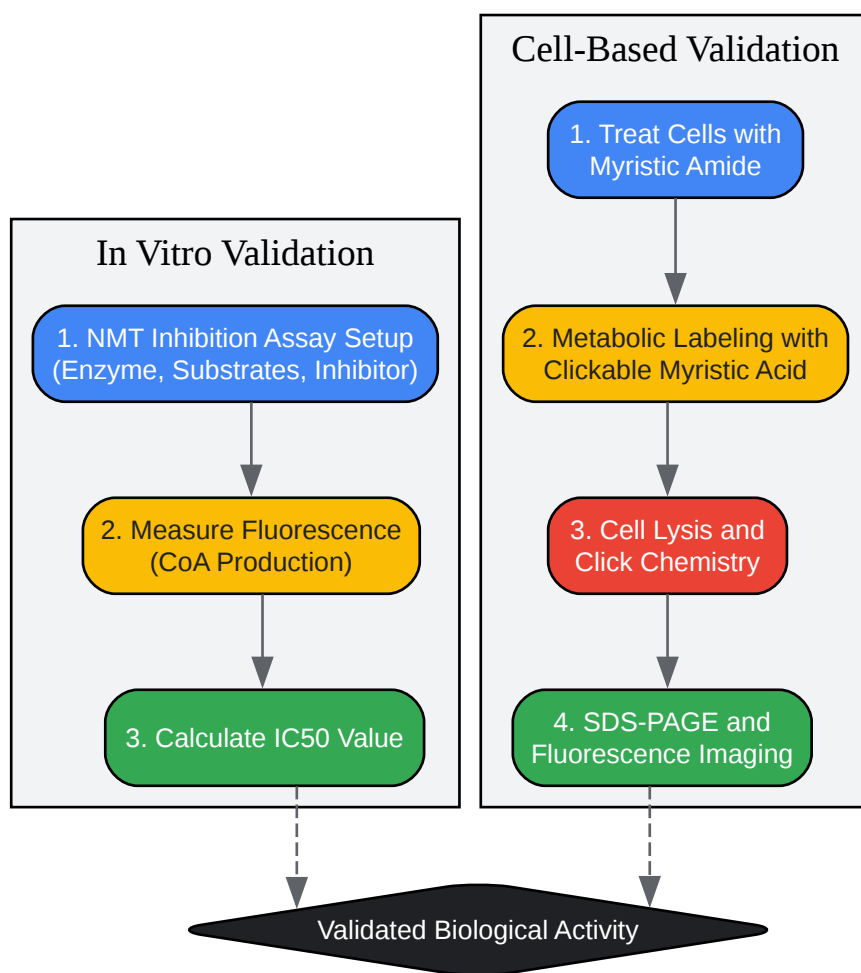 In Vitro Validation
1. NMT Inhibition Assay Setup
(Enzyme, Substrates, Inhibitor)
2. Measure Fluorescence
(CoA Production)
3. Calculate IC50 Value
Cell-Based Validation
1. Treat Cells with
Myristic Amide
2. Metabolic Labeling with
Clickable Myristic Acid
3. Cell Lysis and
Click Chemistry
4. SDS-PAGE and
Fluorescence Imaging
Validated Biological Activity